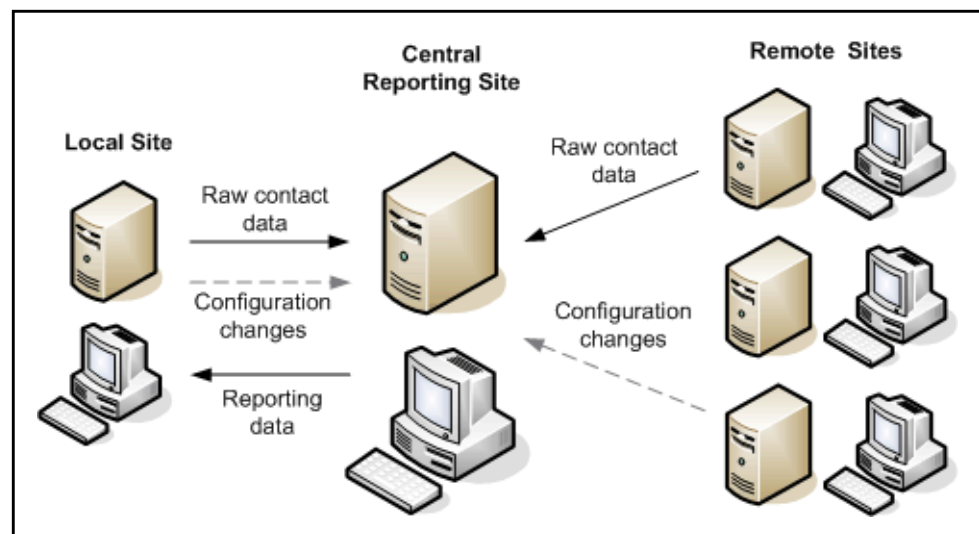 Central
Reporting Site
Remote Sites
Local Site
Raw contact
data
Raw contact
data
Configuration
changes
Configuration
changes
Reporting
data